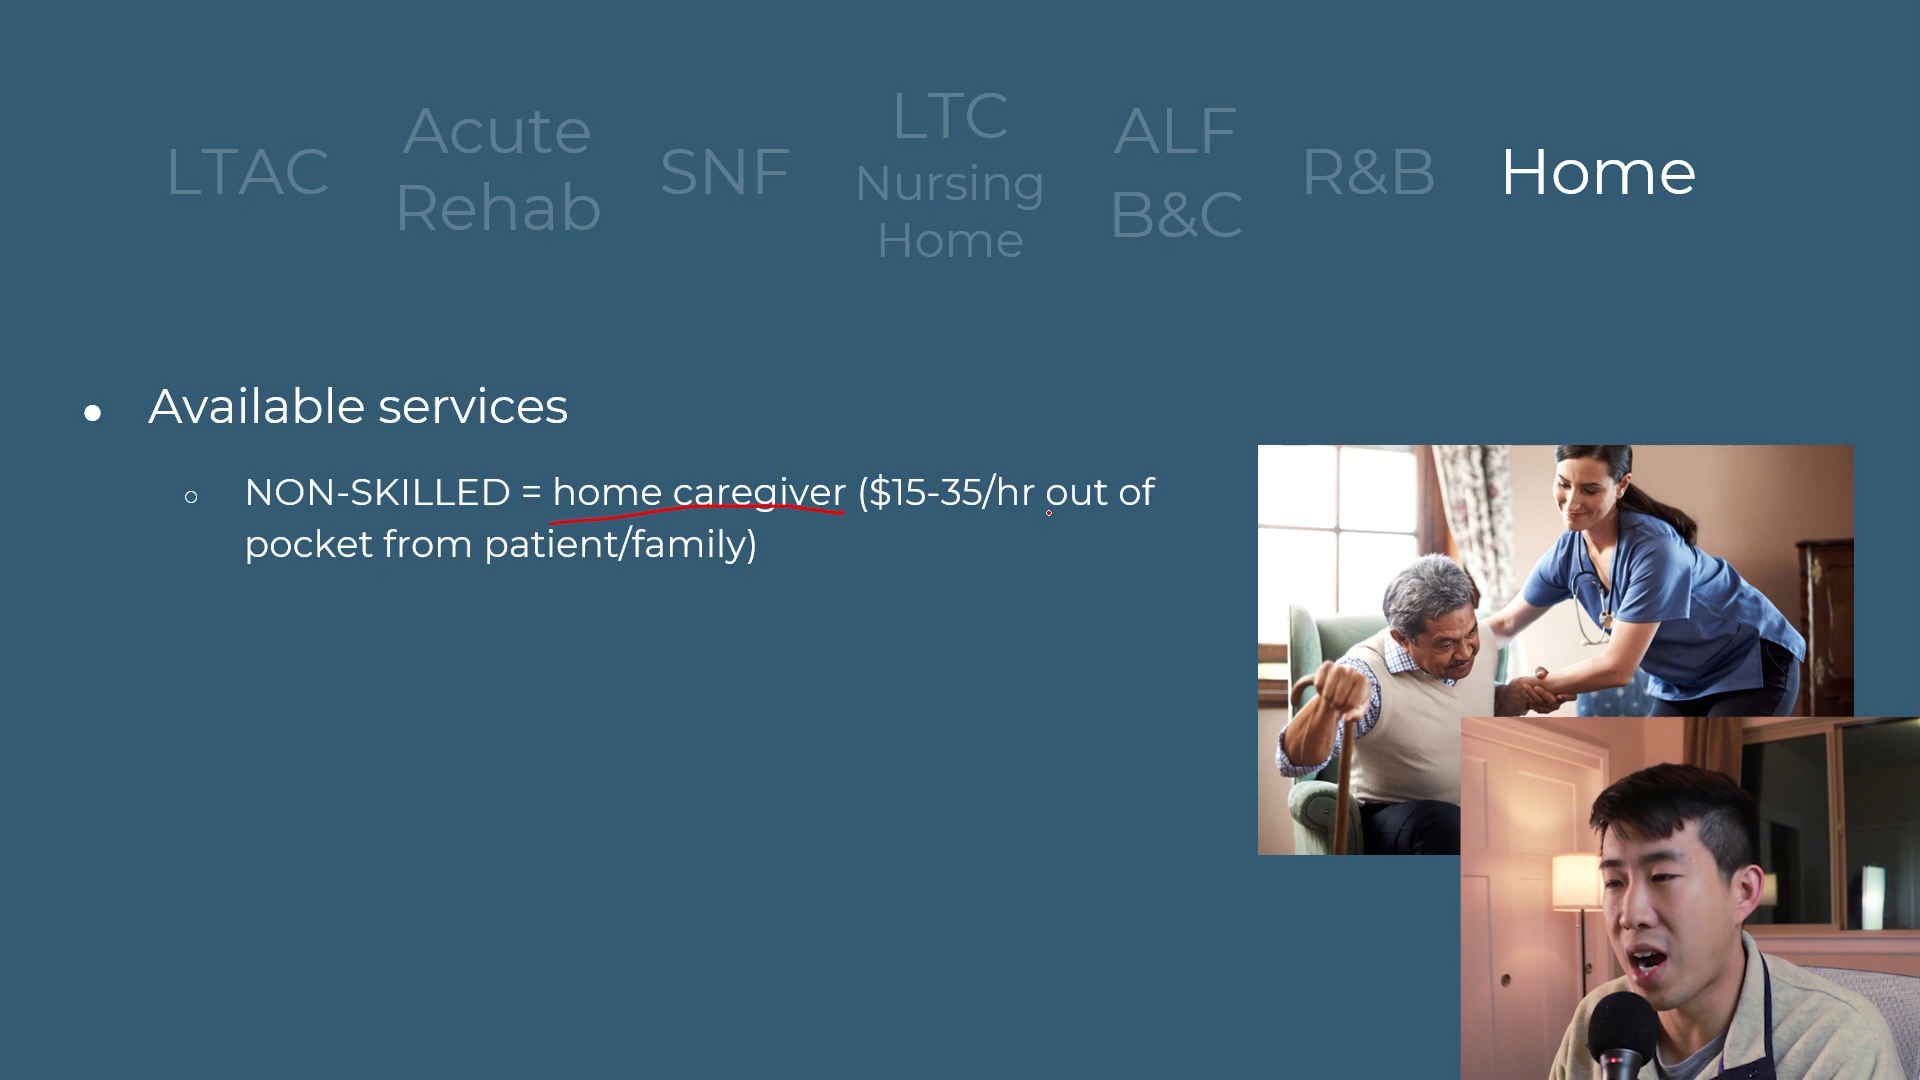 LTAC
Acute
Rehab
SNF
LTC
Nursing
Home
ALF
B&C
R&B
Home
● Available services
○ NON-SKILLED = home caregiver ($15-35/hr out of
pocket from patient/family)